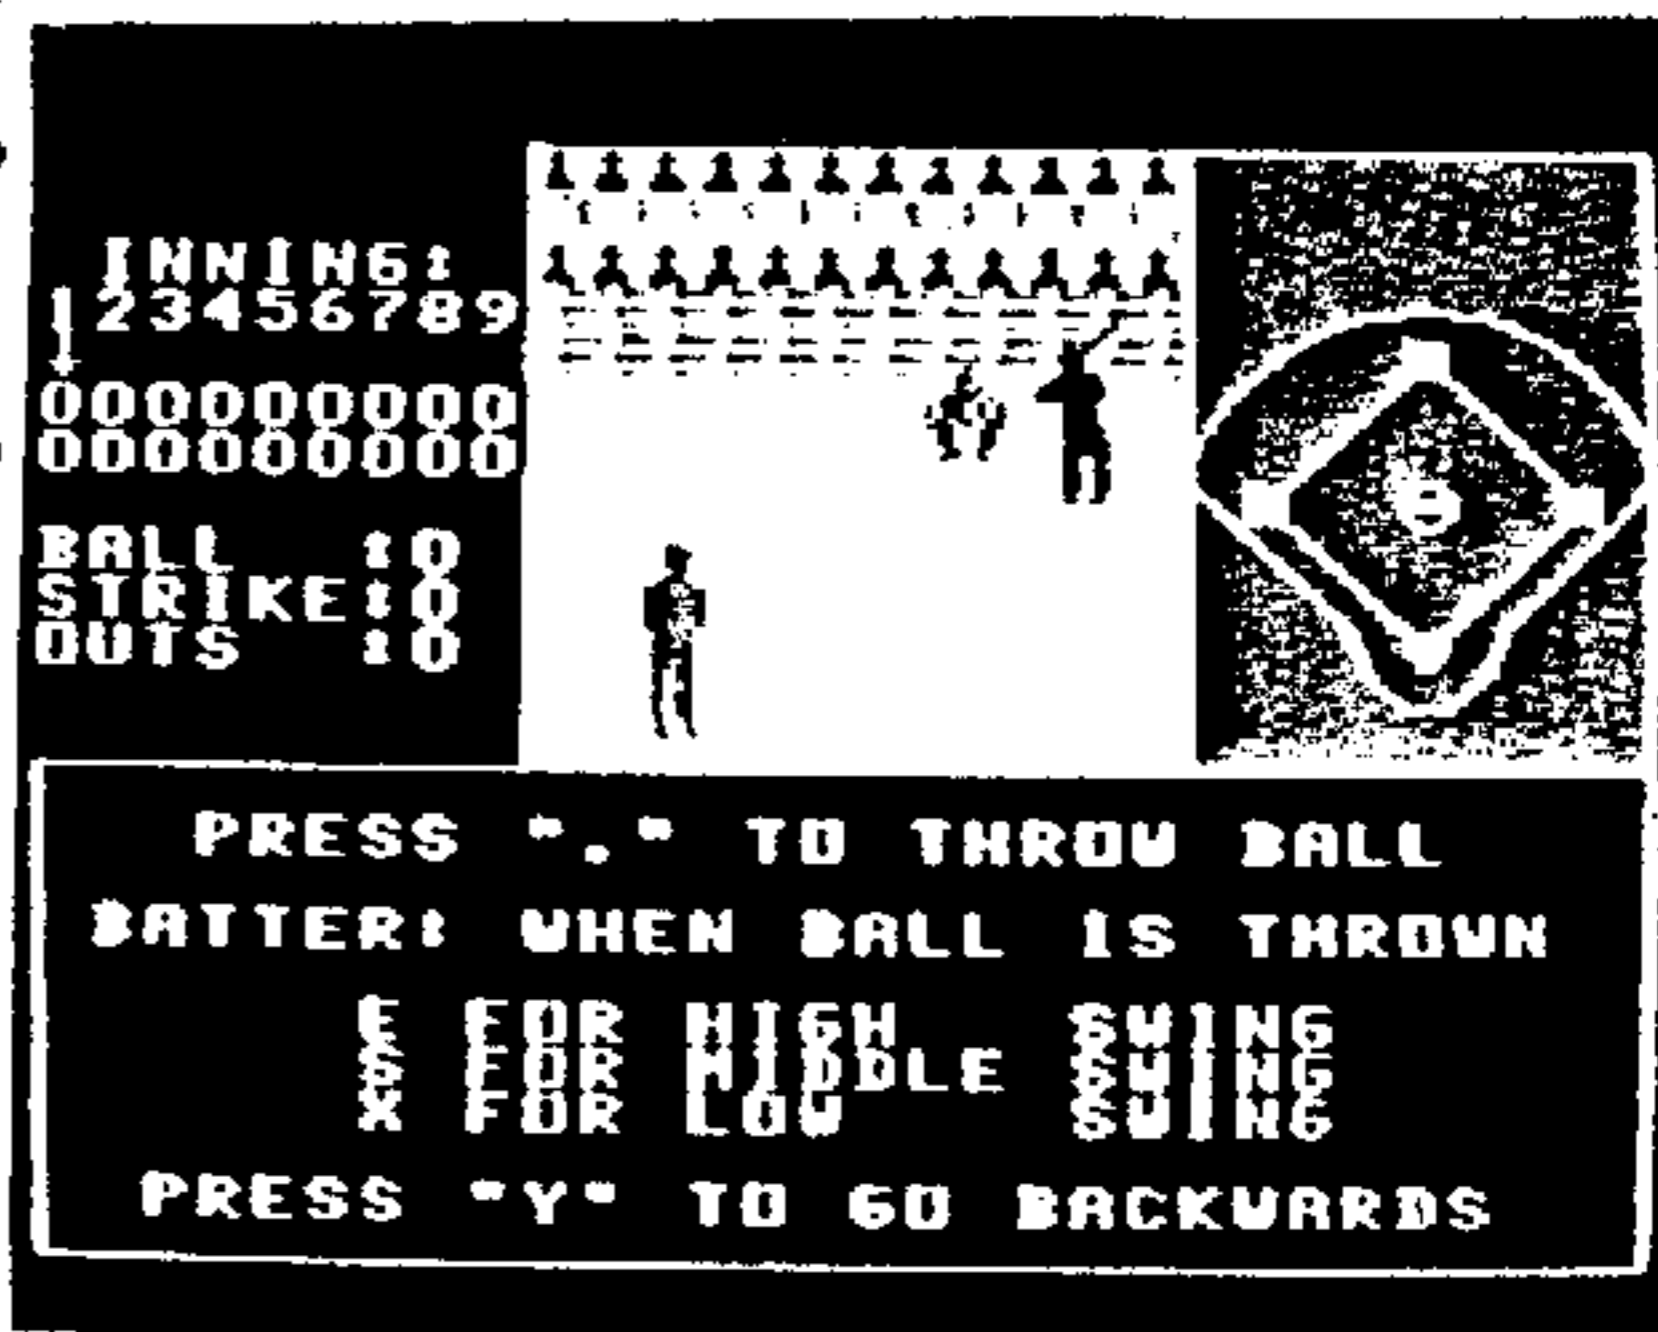 INNING:
123456789
000000000
000000000
BALL :0
STRIKE:0
OUTS :0
PRESS "." TO THROW BALL
BATTER: WHEN BALL IS THROWN
E FOR HIGH SWING
S FOR MIDDLE SWING
X FOR LOW SWING
PRESS "Y" TO GO BACKWARDS